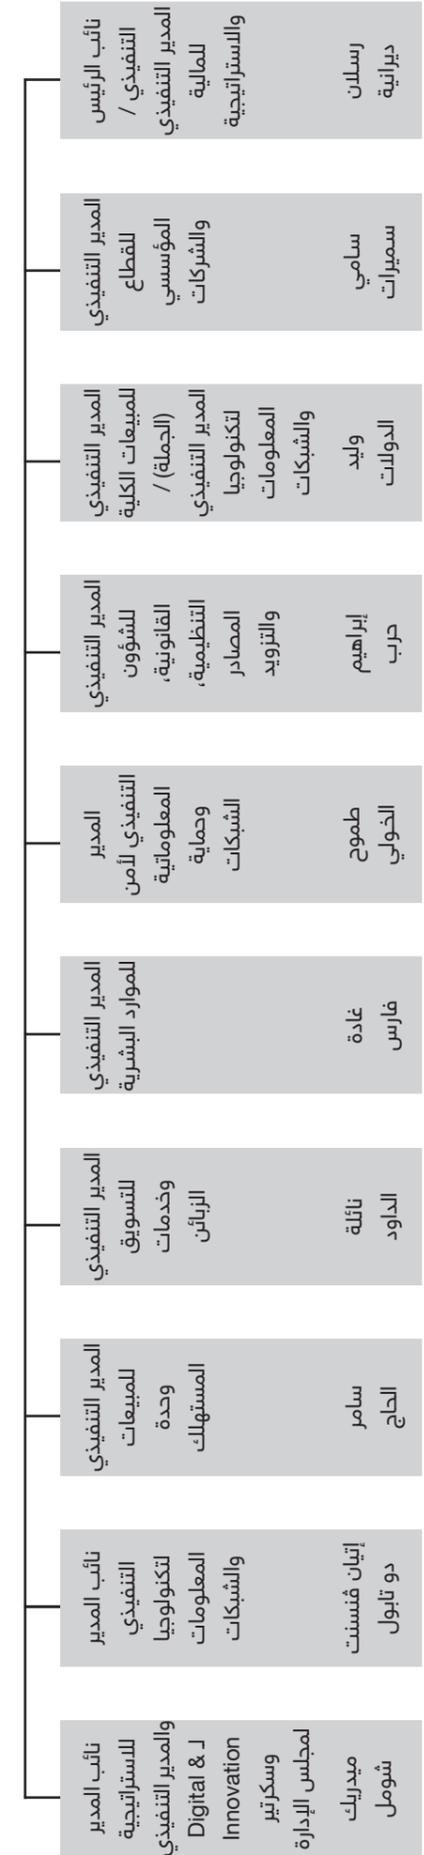 نائب الرئيس
التنفيذي /
المدير التنفيذي
للمالية
والاستراتيجية
رسلان
ديرانية
المدير التنفيذي
للقطاع
المؤسسي
والشركات
سامي
سميرات
المدير التنفيذي
للمبيعات الكلية
(الجملة) /
المدير التنفيذي
لتكنولوجيا
المعلومات
والشبكات
وليد
الدولات
المدير التنفيذي
للشؤون
القانونية،
التنظيمية،
المصادر
والتزويد
إبراهيم
حرب
المدير
التنفيذي لأمن
المعلوماتية
وحماية
الشبكات
طموح
الخولي
المدير التنفيذي
للموارد البشرية
غادة
فارس
المدير التنفيذي
للتسويق
وخدمات
الزبائن
نائلة
الداود
المدير التنفيذي
للمبيعات
وحدة
المستهلك
سامر
الحاج
نائب المدير
التنفيذي
لتكنولوجيا
المعلومات
والشبكات
إتيان ڤنسنت
دو تابول
نائب المدير
للاستراتيجية
والمدير التنفيذي
لـ Digital &
Innovation
وسكرتير
لمجلس الإدارة
ميدريك
شومل